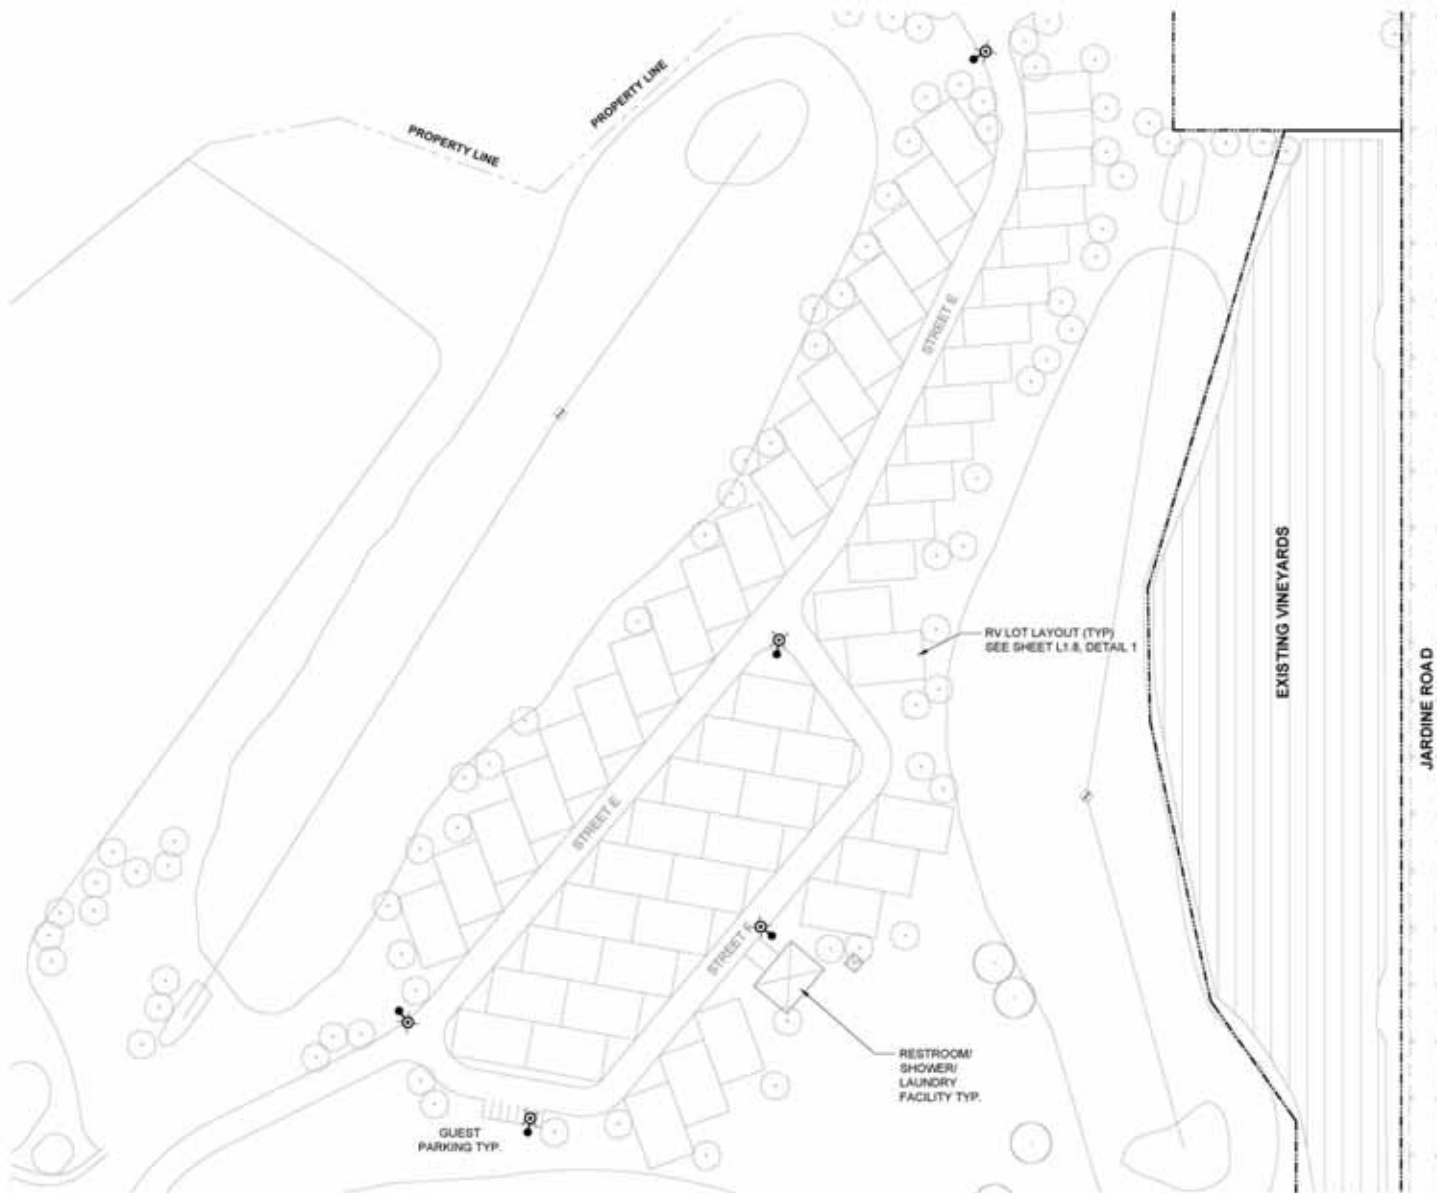 PROPERTY LINE
PROPERTY LINE
STREET E
EXISTING VINEYARDS
RV LOT LAYOUT (TYP)
SEE SHEET L1.8, DETAIL 1
JARDINE ROAD
STREET E
STREET F
RESTROOM/
SHOWER/
LAUNDRY
FACILITY TYP.
GUEST
PARKING TYP.